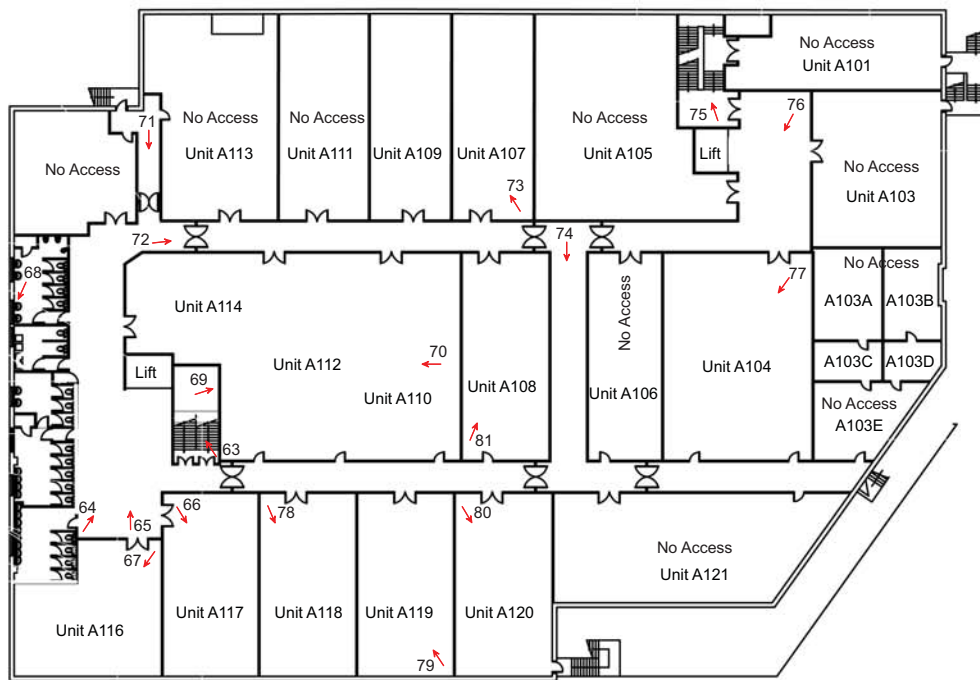 No Access
Unit A101
71
No Access
Unit A113
No Access
Unit A111
Unit A109
Unit A107
No Access
Unit A105
75
76
Lift
No Access
Unit A103
No Access
73
72
74
68
77
No Access
A103A
A103B
Unit A114
No Access
Unit A112
70
Unit A110
Unit A108
Unit A106
Unit A104
A103C
A103D
Lift
69
No Access
A103E
63
81
64
65
66
67
78
80
No Access
Unit A121
Unit A116
Unit A117
Unit A118
Unit A119
Unit A120
79